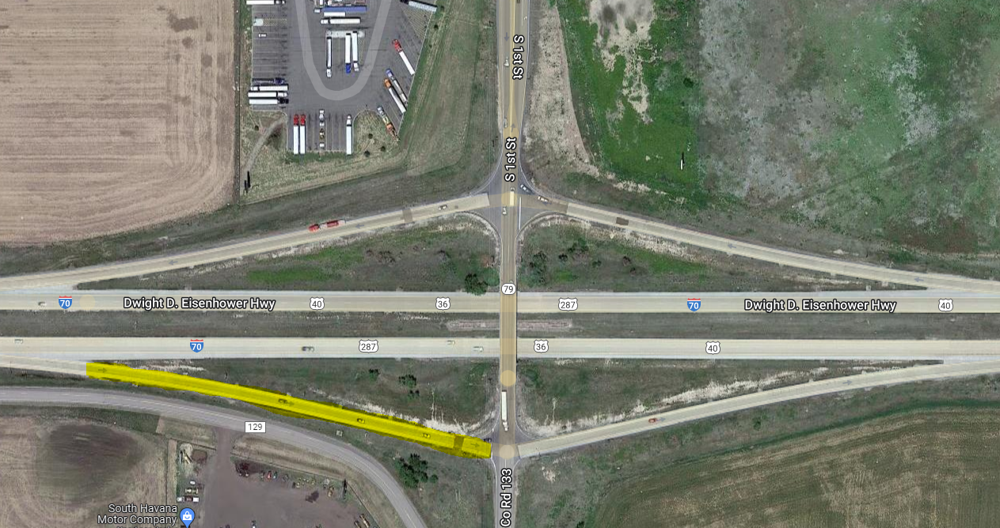 S 1st St
S 1st St
79
70
Dwight D. Eisenhower Hwy
40
36
287
70
Dwight D. Eisenhower Hwy
40
70
287
36
40
129
Co Rd 133
South Havana
Motor Company